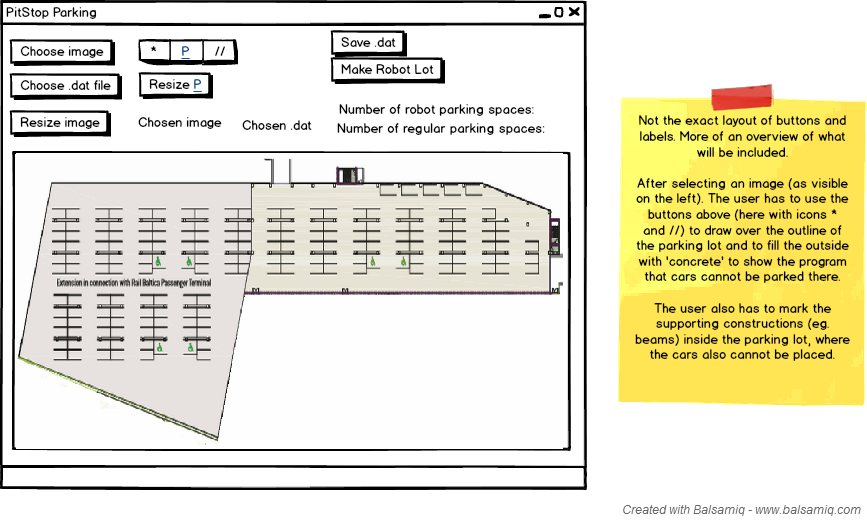 PitStop Parking
Choose image
* P //
Save .dat
Make Robot Lot
Choose .dat file
Resize P
Resize image
Chosen image
Chosen .dat
Number of robot parking spaces:
Number of regular parking spaces:
Extension in connection with Rail Baltica Passenger Terminal
Not the exact layout of buttons and
labels. More of an overview of what
will be included.
After selecting an image (as visible
on the left). The user has to use the
buttons above (here with icons *
and //) to draw over the outline of
the parking lot and to fill the outside
with 'concrete' to show the program
that cars cannot be parked there.
The user also has to mark the
supporting constructions (eg.
beams) inside the parking lot, where
the cars also cannot be placed.
Created with Balsamiq - www.balsamiq.com